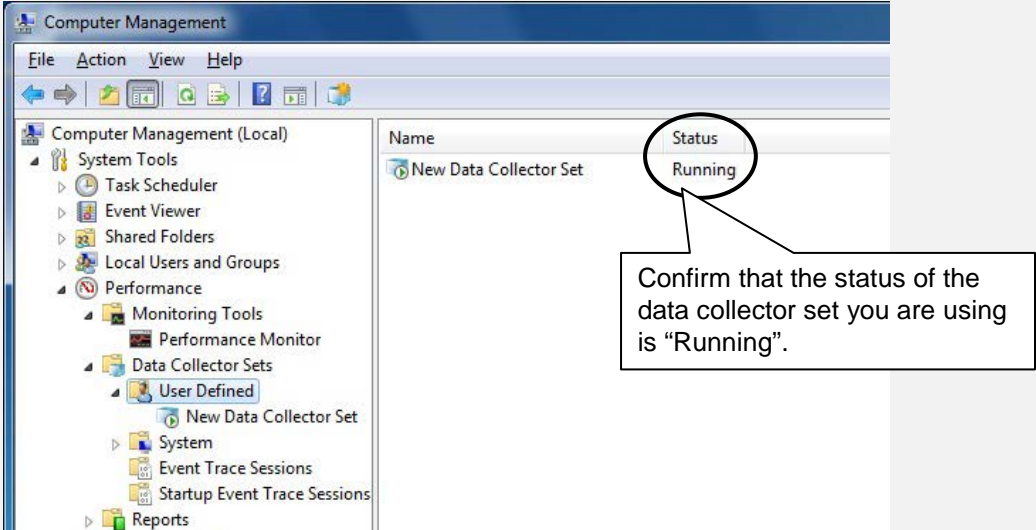 Computer Management
File Action View Help
Computer Management (Local)
System Tools
Task Scheduler
Event Viewer
Shared Folders
Local Users and Groups
Performance
Monitoring Tools
Performance Monitor
Data Collector Sets
User Defined
New Data Collector Set
System
Event Trace Sessions
Startup Event Trace Sessions
Reports
Name Status
New Data Collector Set Running
Confirm that the status of the
data collector set you are using
is “Running”.